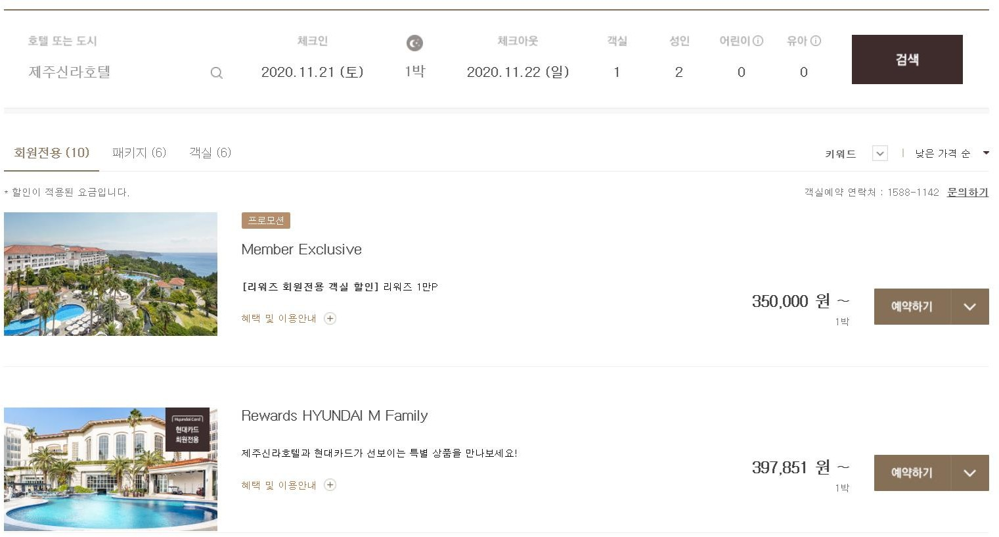 호텔 또는 도시
체크인
체크아웃
객실
성인
어린이 ⓘ
유아 ⓘ
제주신라호텔
2020.11.21 (토)
1박
2020.11.22 (일)
1
2
0
0
검색
회원전용 (10)
패키지 (6)
객실 (6)
키워드
낮은 가격 순
* 할인이 적용된 요금입니다.
객실예약 연락처 : 1588-1142 문의하기
프로모션
Member Exclusive
[리워즈 회원전용 객실 할인] 리워즈 1만P
혜택 및 이용안내
350,000 원 ~
1박
예약하기
HyundaiCard
현대카드
회원전용
Rewards HYUNDAI M Family
제주신라호텔과 현대카드가 선보이는 특별 상품을 만나보세요!
혜택 및 이용안내
397,851 원 ~
1박
예약하기